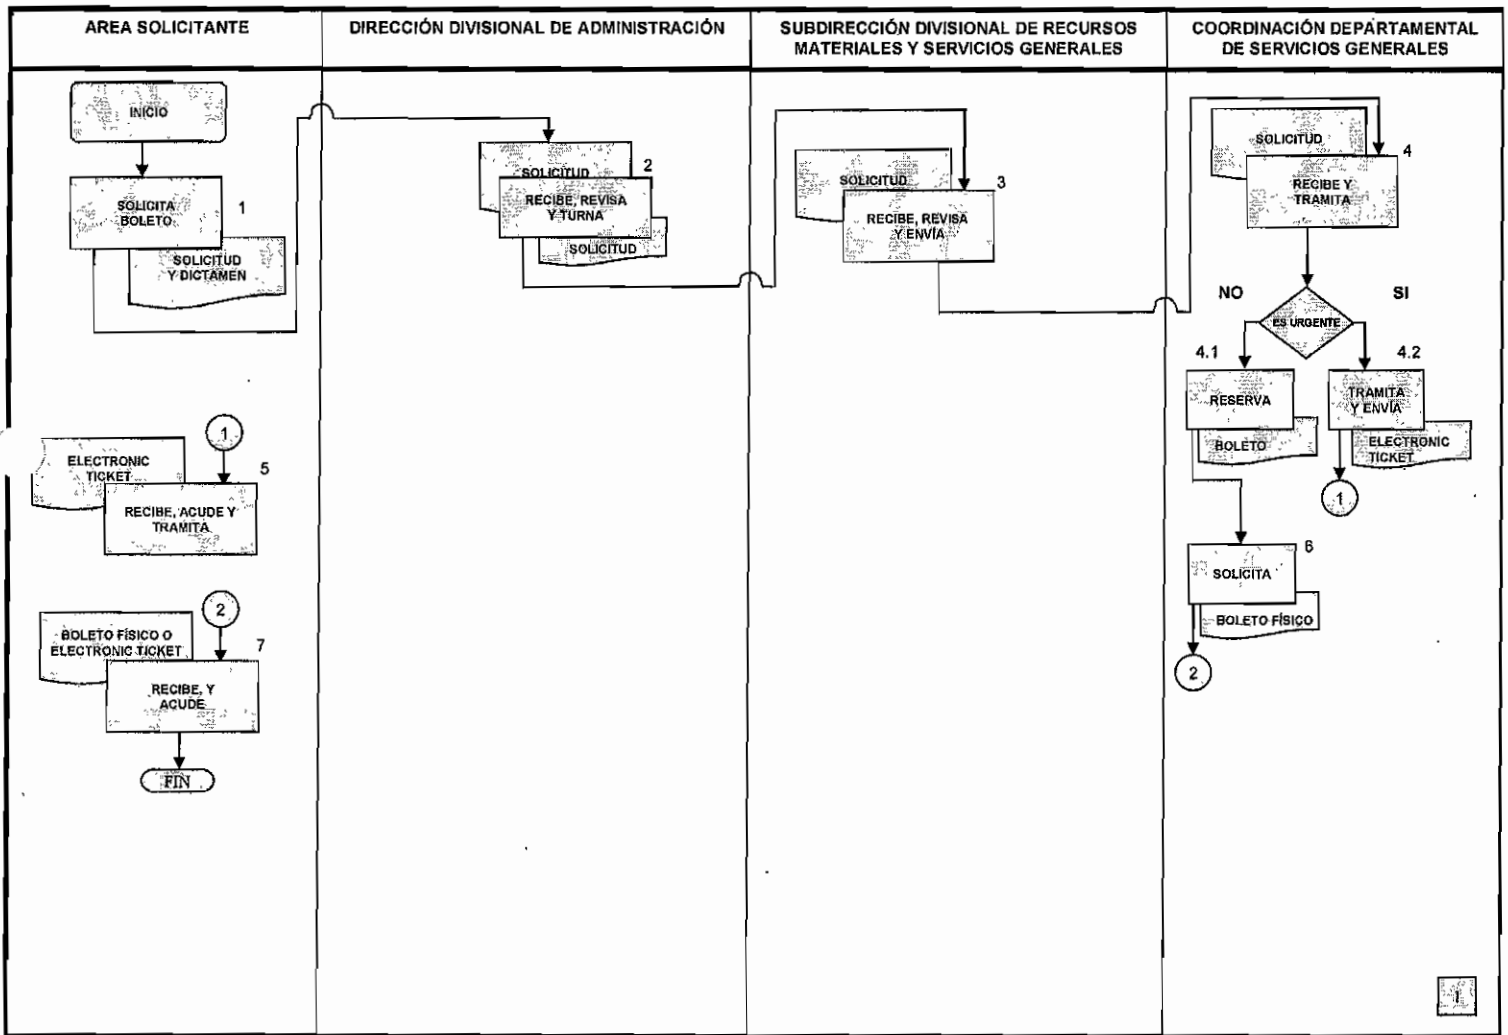 AREA SOLICITANTE
DIRECCIÓN DIVISIONAL DE ADMINISTRACIÓN
SUBDIRECCIÓN DIVISIONAL DE RECURSOS
MATERIALES Y SERVICIOS GENERALES
COORDINACIÓN DEPARTAMENTAL
DE SERVICIOS GENERALES
INICIO
SOLICITA
BOLETO
1
SOLICITUD
Y DICTAMEN
SOLICITUD
2
RECIBE, REVISA
Y TURNA
SOLICITUD
SOLICITUD
3
RECIBE, REVISA
Y ENVÍA
SOLICITUD
4
RECIBE Y
TRAMITA
NO
SI
ES URGENTE
4.1
4.2
RESERVA
TRAMITA
Y ENVÍA
BOLETO
ELECTRONIC
TICKET
1
1
ELECTRONIC
TICKET
5
RECIBE, ACUDE Y
TRAMITA
6
SOLICITA
BOLETO FÍSICO
2
2
BOLETO FÍSICO O
ELECTRONIC TICKET
7
RECIBE, Y
ACUDE
FIN